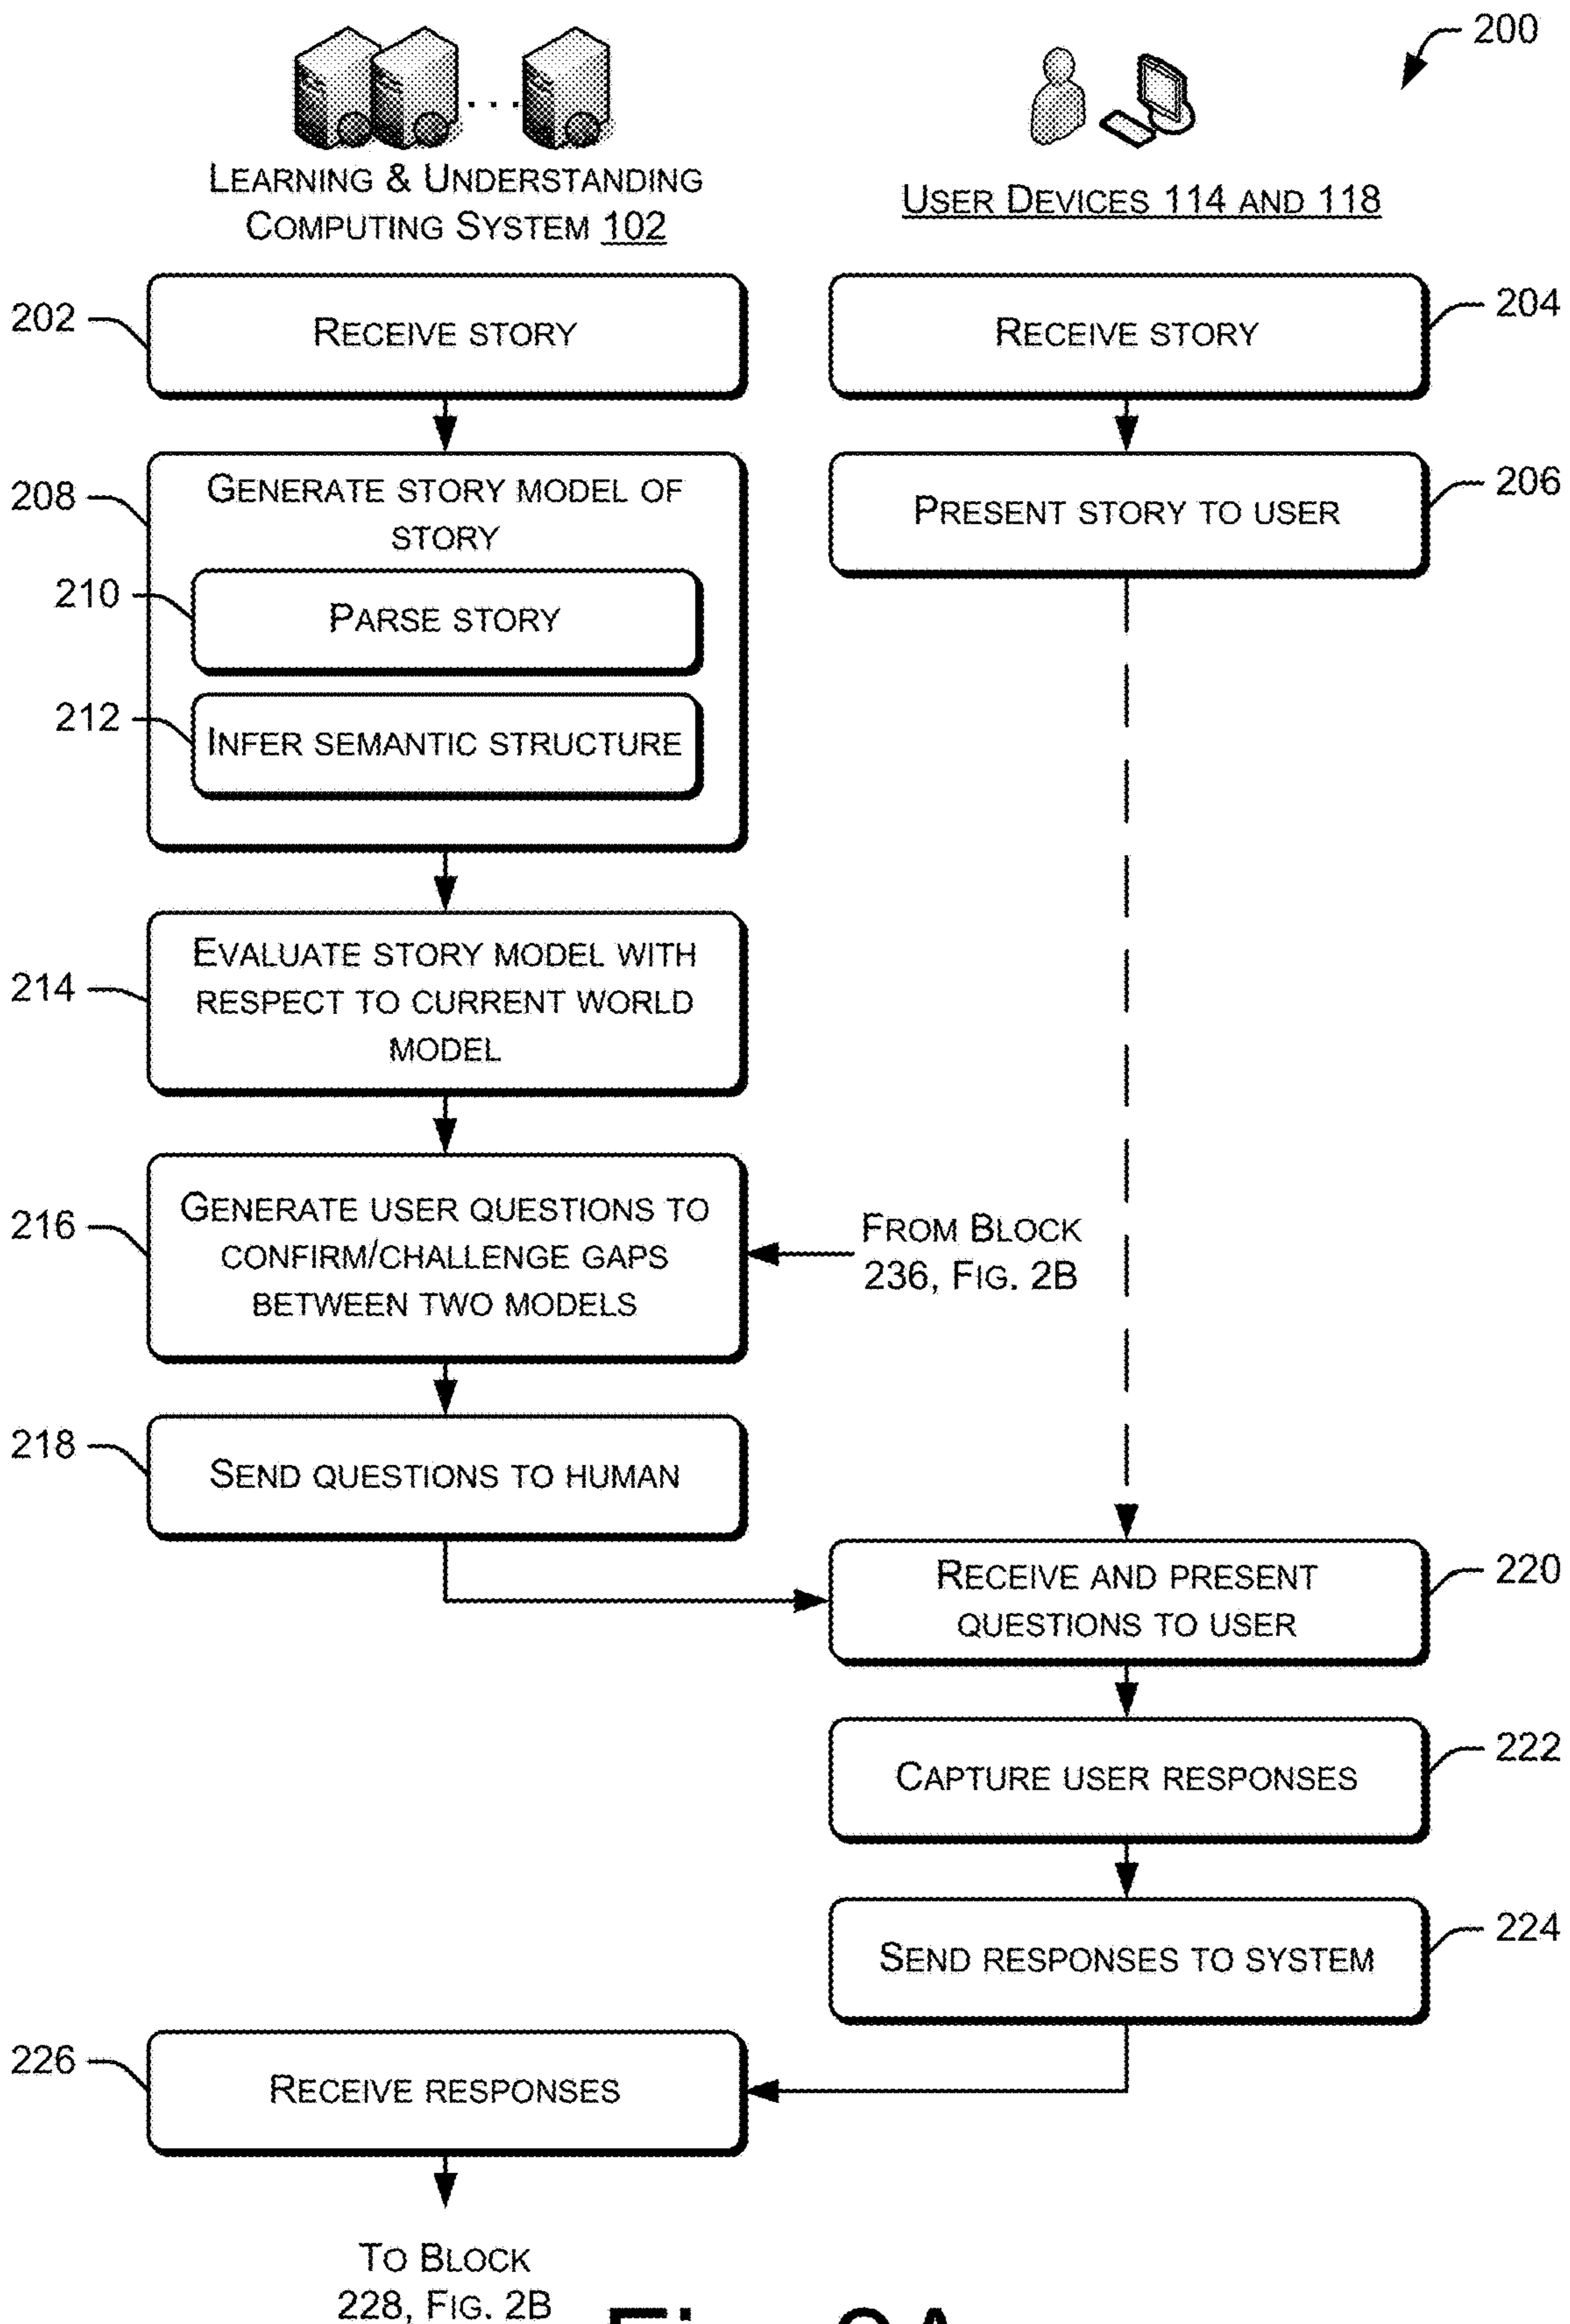 200
LEARNING & UNDERSTANDING
COMPUTING SYSTEM 102
USER DEVICES 114 AND 118
202
RECEIVE STORY
RECEIVE STORY
204
208
GENERATE STORY MODEL OF
STORY
PRESENT STORY TO USER
206
210
PARSE STORY
212
INFER SEMANTIC STRUCTURE
214
EVALUATE STORY MODEL WITH
RESPECT TO CURRENT WORLD
MODEL
216
GENERATE USER QUESTIONS TO
CONFIRM/CHALLENGE GAPS
BETWEEN TWO MODELS
FROM BLOCK
236, FIG. 2B
218
SEND QUESTIONS TO HUMAN
RECEIVE AND PRESENT
QUESTIONS TO USER
220
CAPTURE USER RESPONSES
222
SEND RESPONSES TO SYSTEM
224
226
RECEIVE RESPONSES
TO BLOCK
228, FIG. 2B